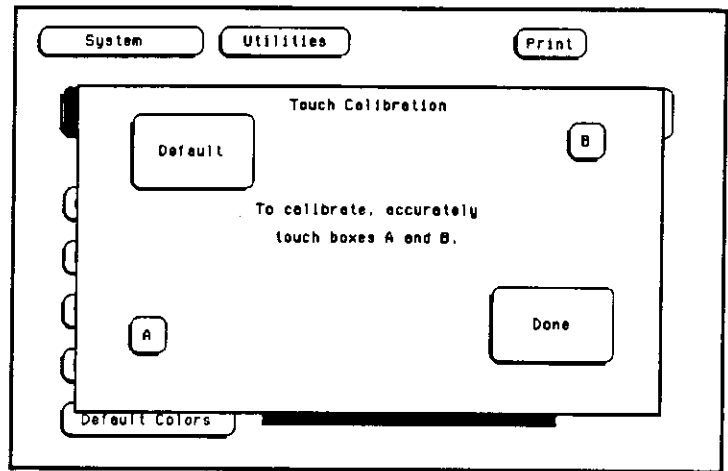 System Utilities Print
Touch Calibration
Default
B
To calibrate, accurately
touch boxes A and B.
A
Done
Default Colors